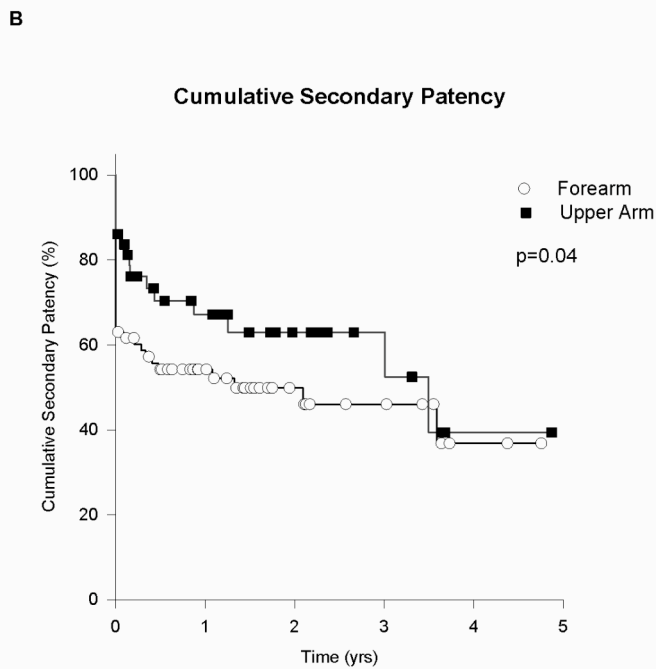 B
Cumulative Secondary Patency
Forearm
Upper Arm
p=0.04
Cumulative Secondary Patency (%)
100
80
60
40
20
0
0 1 2 3 4 5
Time (yrs)